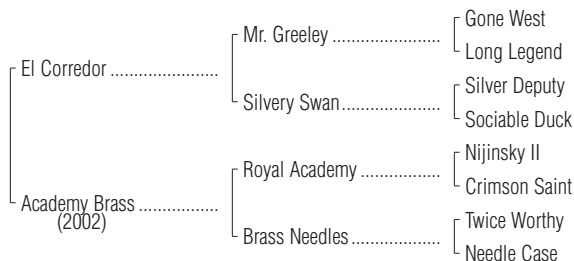 Gone West
Mr. Greeley ........................
Long Legend
El Corredor ........................
Silver Deputy
Silvery Swan......................
Sociable Duck
Nijinsky II
Royal Academy ..................
Crimson Saint
Academy Brass ..................
(2002)
Twice Worthy
Brass Needles....................
Needle Case